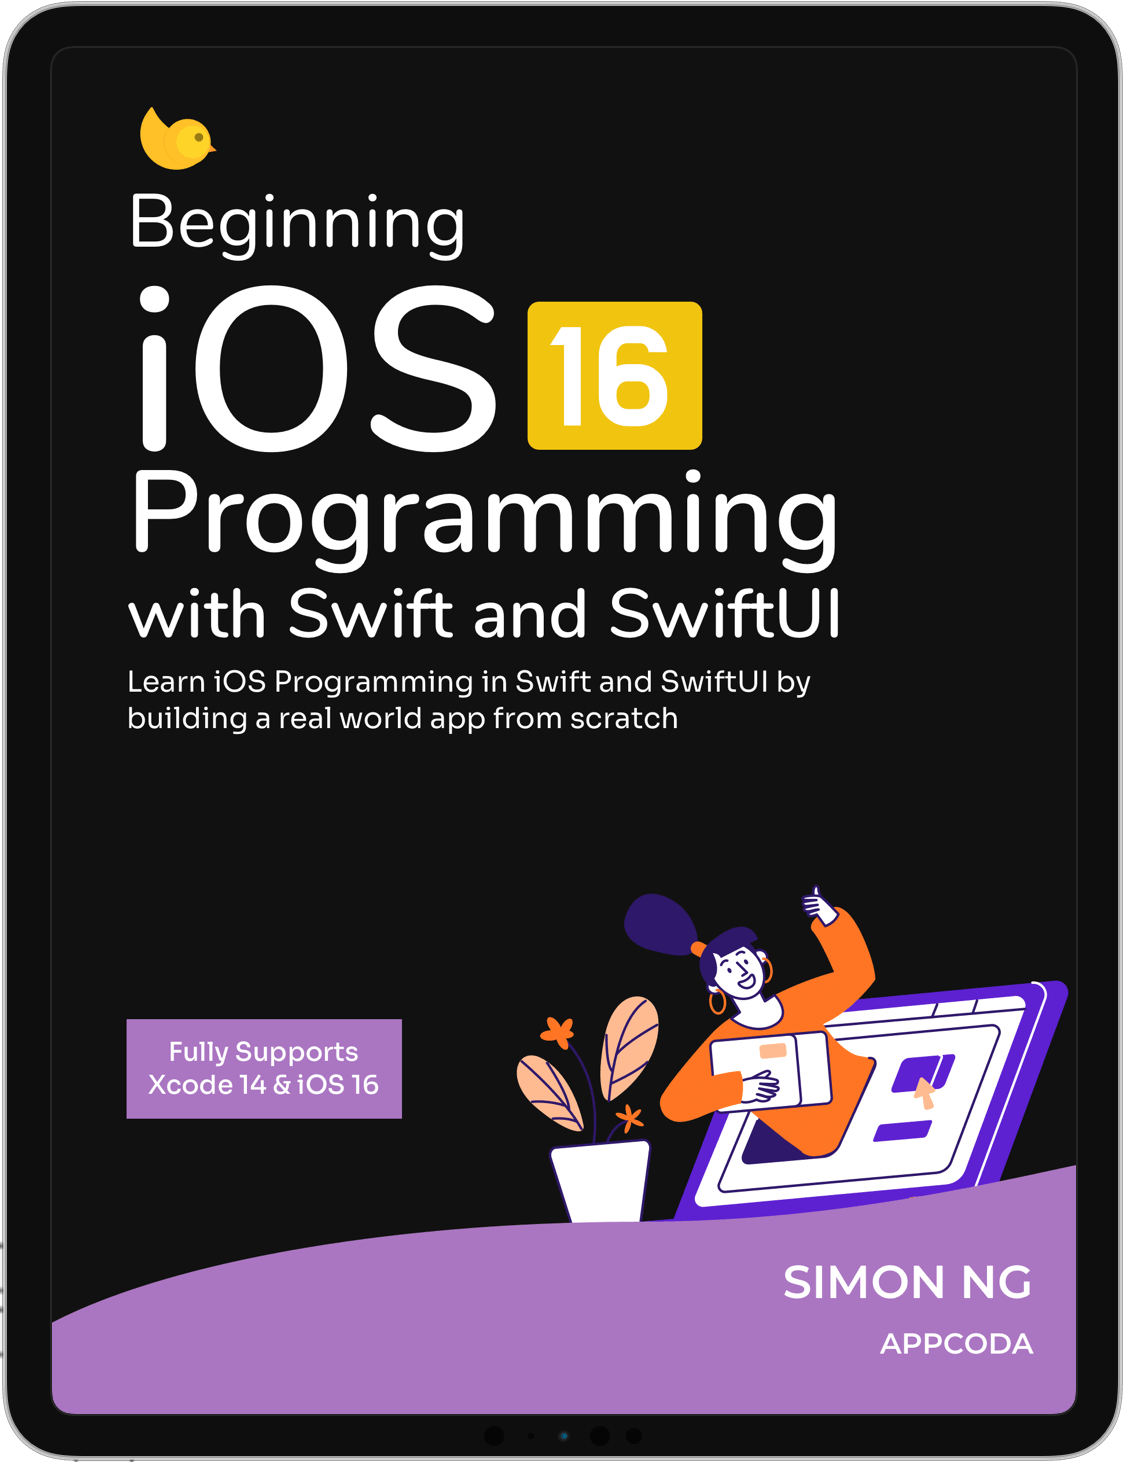 Beginning
iOS 16
Programming
with Swift and SwiftUI
Learn iOS Programming in Swift and SwiftUI by
building a real world app from scratch
Fully Supports
Xcode 14 & iOS 16
SIMON NG
APPCODA